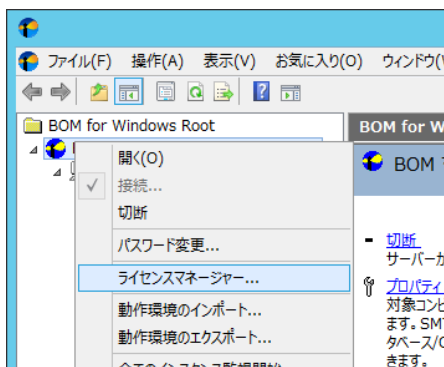 ファイル(F) 操作(A) 表示(V) お気に入り(O) ウィンドウ(
BOM for Windows Root
BOM for W
開く(O)
接続...
切断
パスワード変更...
ライセンスマネージャー...
動作環境のインポート...
動作環境のエクスポート...
BOM
切断
サーバーか
プロパティ
対象コンピ
ます。SM
タベース/C
きます。